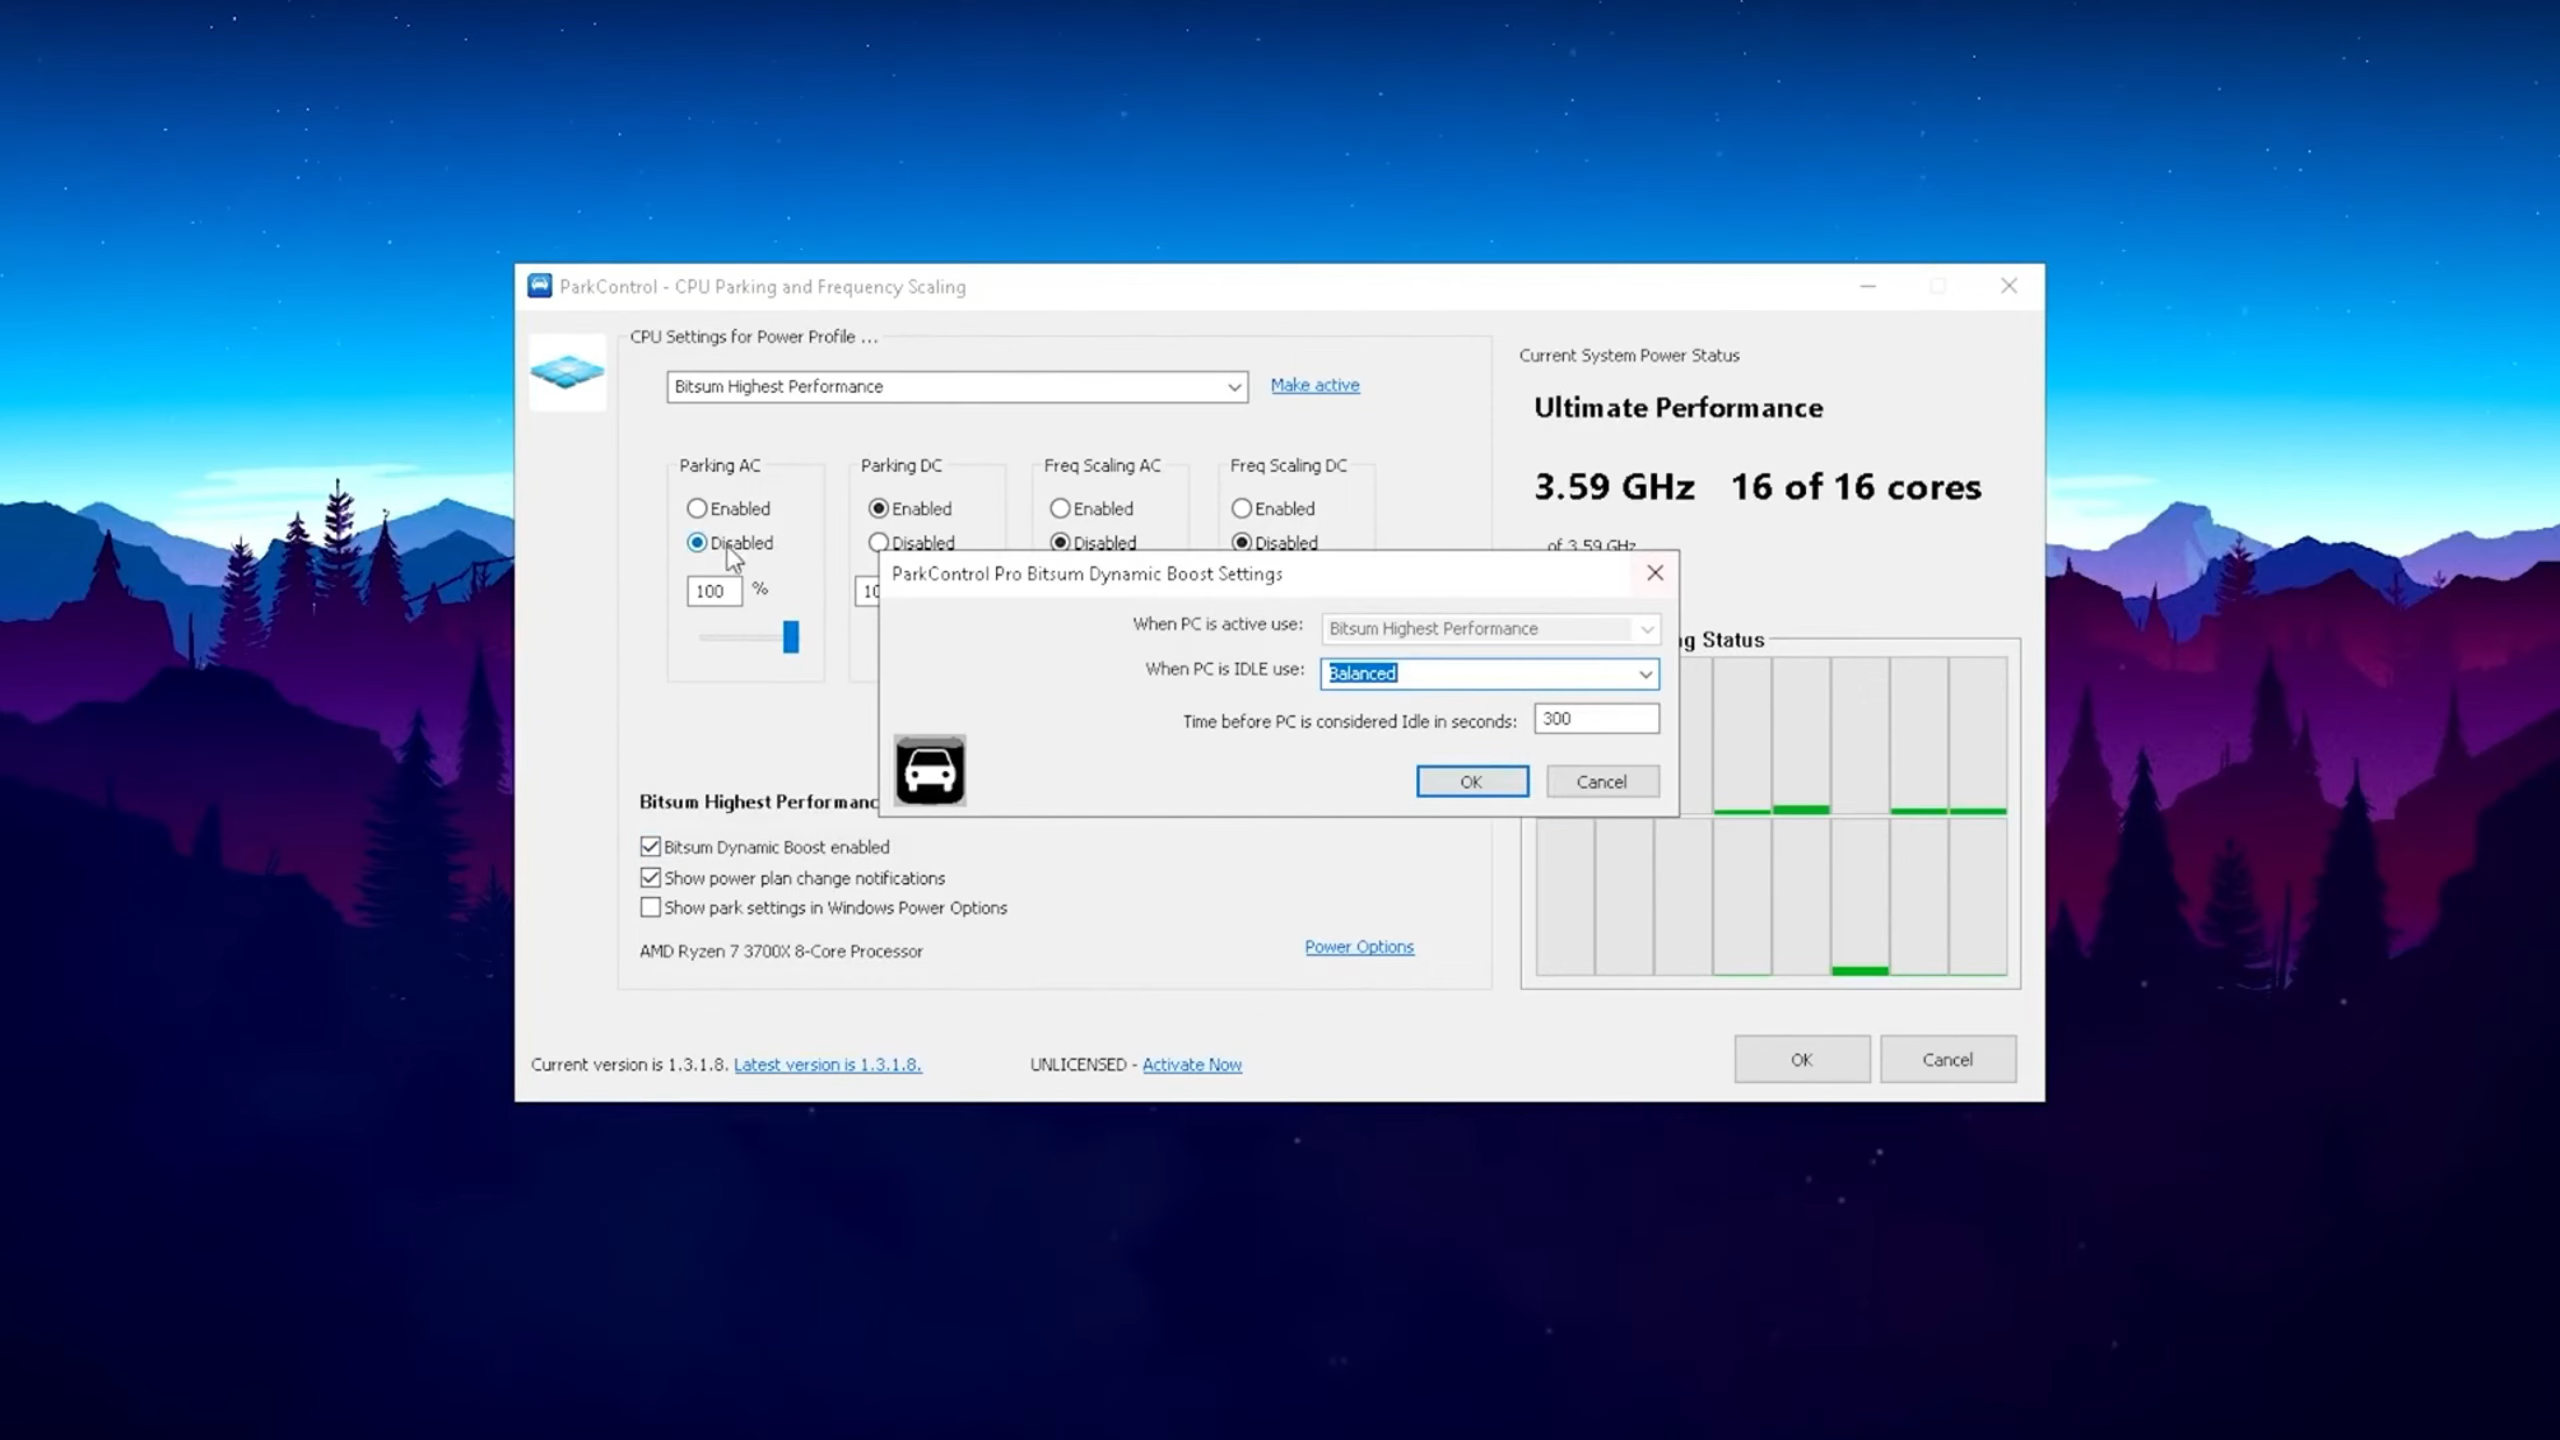 ParkControl - CPU Parking and Frequency Scaling
CPU Settings for Power Profile ...
Bitsum Highest Performance
Make active
Parking AC
Enabled
Disabled
100 %
Parking DC
Enabled
Disabled
10
Freq Scaling AC
Enabled
Disabled
Freq Scaling DC
Enabled
Disabled
Current System Power Status
Ultimate Performance
3.59 GHz 16 of 16 cores
of 3.59 GHz
g Status
ParkControl Pro Bitsum Dynamic Boost Settings
When PC is active use: Bitsum Highest Performance
When PC is IDLE use: Balanced
Time before PC is considered Idle in seconds: 300
OK Cancel
Bitsum Highest Performanc
Bitsum Dynamic Boost enabled
Show power plan change notifications
Show park settings in Windows Power Options
AMD Ryzen 7 3700X 8-Core Processor
Power Options
Current version is 1.3.1.8. Latest version is 1.3.1.8.
UNLICENSED - Activate Now
OK Cancel